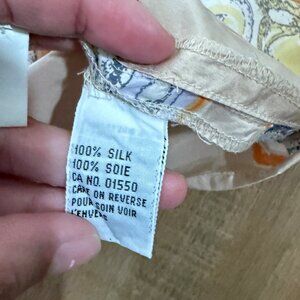 100% SILK
100% SOIE
CA NO. 01550
CARE ON REVERSE
POUR SOIN VOIR
L'ENVERS